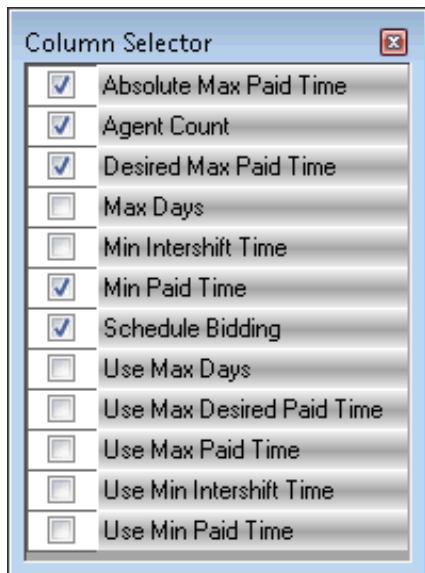 Column Selector
Absolute Max Paid Time
Agent Count
Desired Max Paid Time
Max Days
Min Intershift Time
Min Paid Time
Schedule Bidding
Use Max Days
Use Max Desired Paid Time
Use Max Paid Time
Use Min Intershift Time
Use Min Paid Time